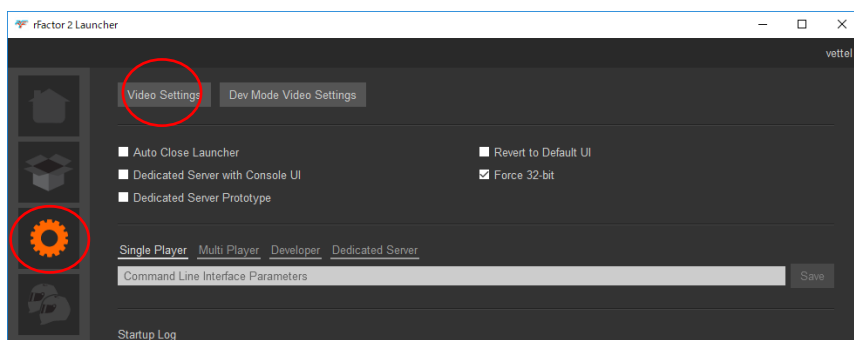 rFactor 2 Launcher
vettel
Video Settings Dev Mode Video Settings
Auto Close Launcher Revert to Default UI
Dedicated Server with Console UI Force 32-bit
Dedicated Server Prototype
Single Player Multi Player Developer Dedicated Server
Command Line Interface Parameters Save
Startup Log